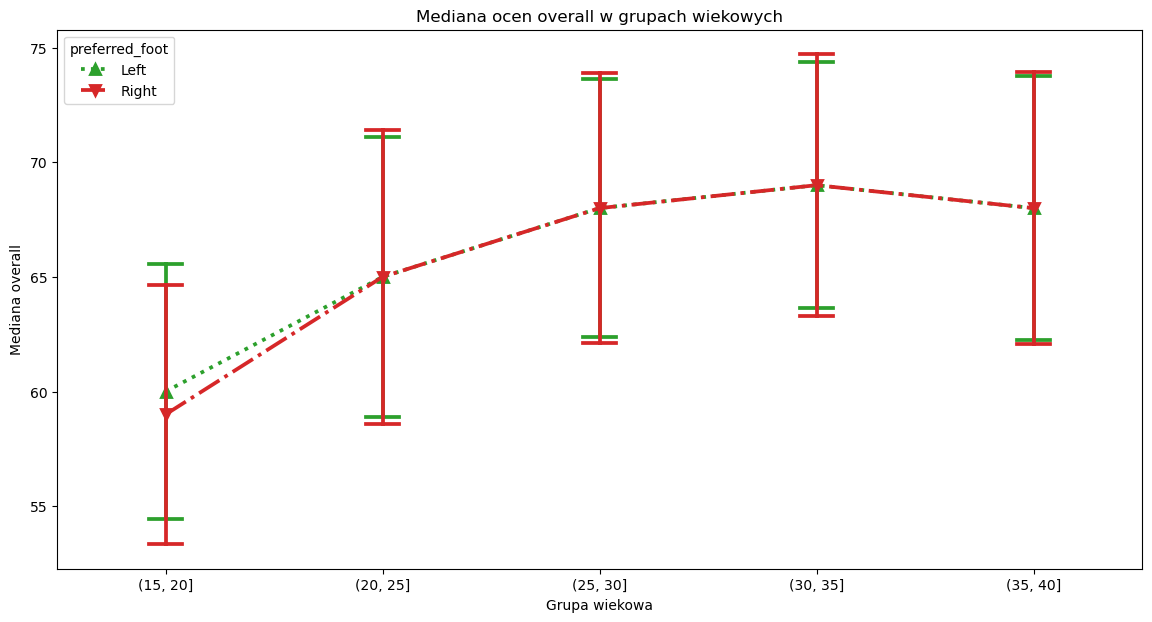 Mediana ocen overall w grupach wiekowych
preferred_foot
Left
Right
Mediana overall
75
70
65
60
55
(15, 20]
(20, 25]
(25, 30]
(30, 35]
(35, 40]
Grupa wiekowa